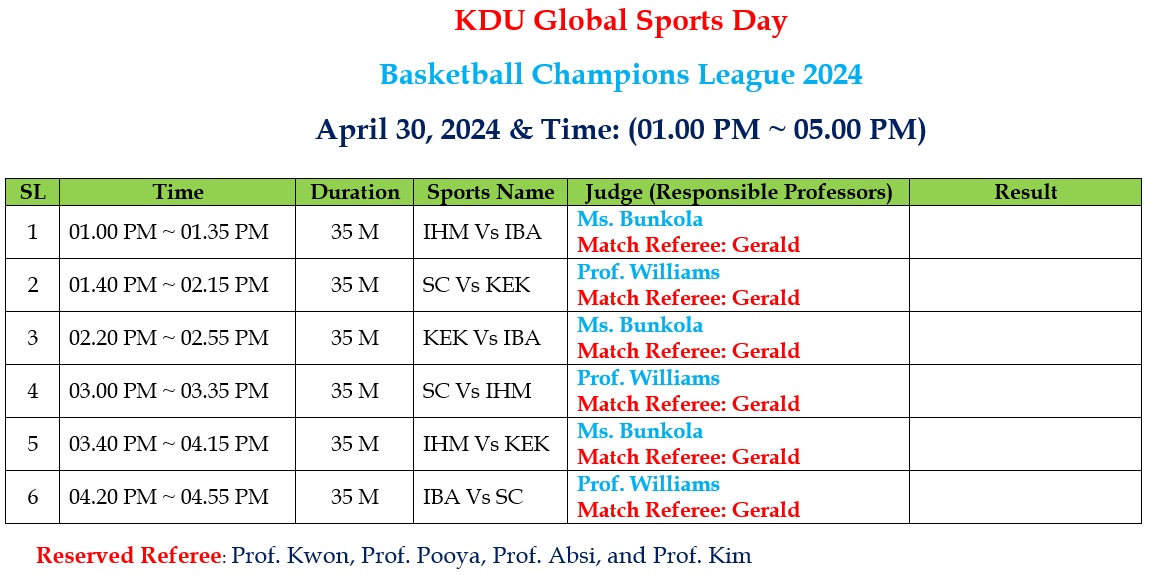 KDU Global Sports Day
Basketball Champions League 2024
April 30, 2024 & Time: (01.00 PM ~ 05.00 PM)
SL Time Duration Sports Name Judge (Responsible Professors) Result
1 01.00 PM ~ 01.35 PM 35 M IHM Vs IBA Ms. Bunkola
Match Referee: Gerald
2 01.40 PM ~ 02.15 PM 35 M SC Vs KEK Prof. Williams
Match Referee: Gerald
3 02.20 PM ~ 02.55 PM 35 M KEK Vs IBA Ms. Bunkola
Match Referee: Gerald
4 03.00 PM ~ 03.35 PM 35 M SC Vs IHM Prof. Williams
Match Referee: Gerald
5 03.40 PM ~ 04.15 PM 35 M IHM Vs KEK Ms. Bunkola
Match Referee: Gerald
6 04.20 PM ~ 04.55 PM 35 M IBA Vs SC Prof. Williams
Match Referee: Gerald
Reserved Referee: Prof. Kwon, Prof. Pooya, Prof. Absi, and Prof. Kim